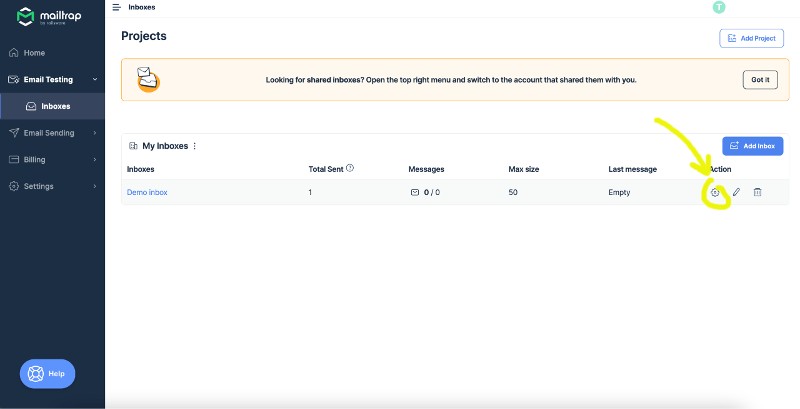 mailtrap
by railsware
Inboxes
T
Home
Email Testing
Inboxes
Email Sending
Billing
Settings
Help
Projects
Add Project
Looking for shared inboxes? Open the top right menu and switch to the account that shared them with you.
Got it
My Inboxes
Add Inbox
Inboxes Total Sent ? Messages Max size Last message Action
Demo inbox 1 0 / 0 50 Empty